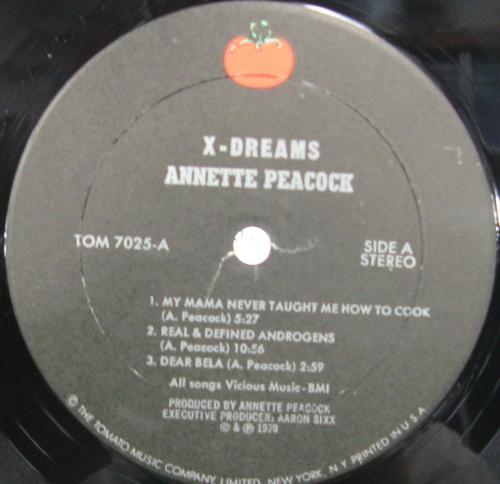 X-DREAMS
ANNETTE PEACOCK
TOM 7025-A
SIDE A
STEREO
1. MY MAMA NEVER TAUGHT ME HOW TO COOK
(A. Peacock) 5:27
2. REAL & DEFINED ANDROGENS
(A. Peacock) 10:56
3. DEAR BELA (A. Peacock) 2:59
All songs Vicious Music-BMI
PRODUCED BY ANNETTE PEACOCK
EXECUTIVE PRODUCER: AARON SIXX
© & ℗ 1979
© THE TOMATO MUSIC COMPANY, LIMITED, NEW YORK, N.Y. PRINTED IN U S A